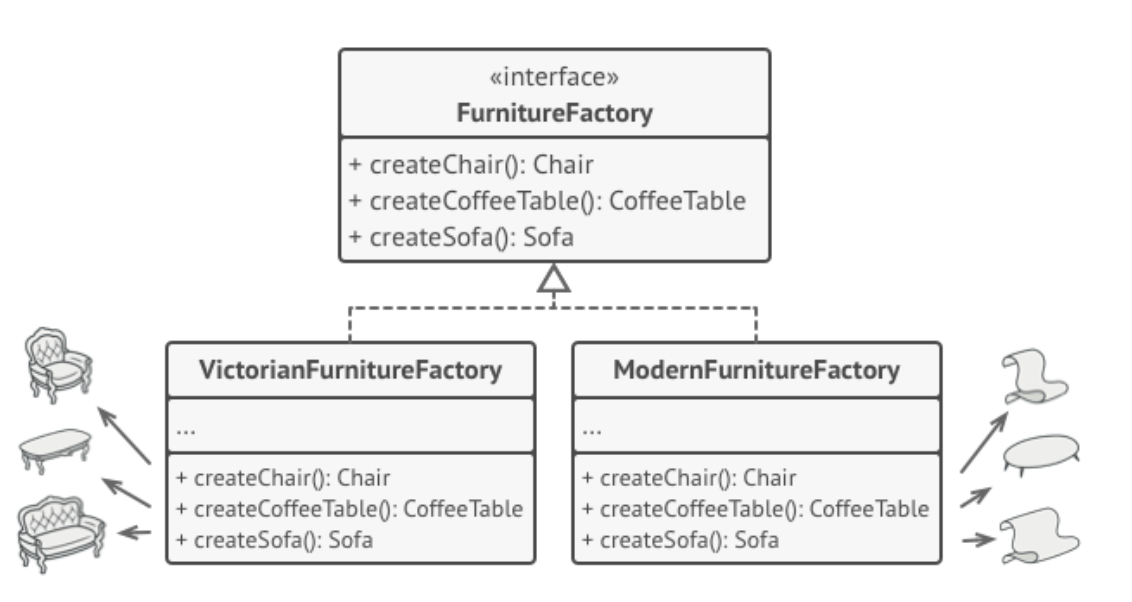 «interface»
FurnitureFactory
+ createChair(): Chair
+ createCoffeeTable(): CoffeeTable
+ createSofa(): Sofa
VictorianFurnitureFactory
...
+ createChair(): Chair
+ createCoffeeTable(): CoffeeTable
+ createSofa(): Sofa
ModernFurnitureFactory
...
+ createChair(): Chair
+ createCoffeeTable(): CoffeeTable
+ createSofa(): Sofa